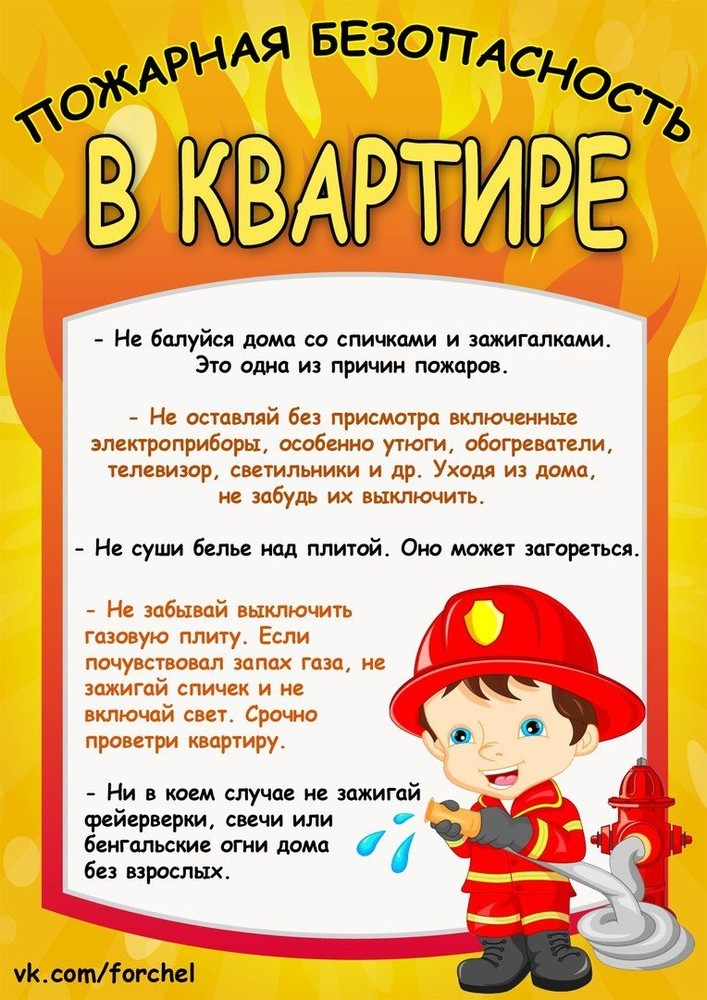 ПОЖАРНАЯ БЕЗОПАСНОСТЬ
В КВАРТИРЕ
- Не балуйся дома со спичками и зажигалками.
Это одна из причин пожаров.
- Не оставляй без присмотра включенные
электроприборы, особенно утюги, обогреватели,
телевизор, светильники и др. Уходя из дома,
не забудь их выключить.
- Не суши белье над плитой. Оно может загореться.
- Не забывай выключить
газовую плиту. Если
почувствовал запах газа, не
зажигай спичек и не
включай свет. Срочно
проветри квартиру.
- Ни в коем случае не зажигай
фейерверки, свечи или
бенгальские огни дома
без взрослых.
vk.com/forchel